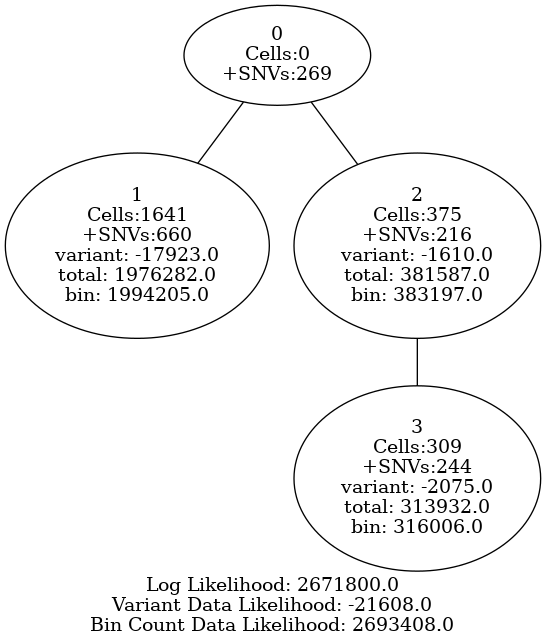 0
Cells:0
+SNVs:269
1
Cells:1641
+SNVs:660
variant: -17923.0
total: 1976282.0
bin: 1994205.0
2
Cells:375
+SNVs:216
variant: -1610.0
total: 381587.0
bin: 383197.0
3
Cells:309
+SNVs:244
variant: -2075.0
total: 313932.0
bin: 316006.0
Log Likelihood: 2671800.0
Variant Data Likelihood: -21608.0
Bin Count Data Likelihood: 2693408.0